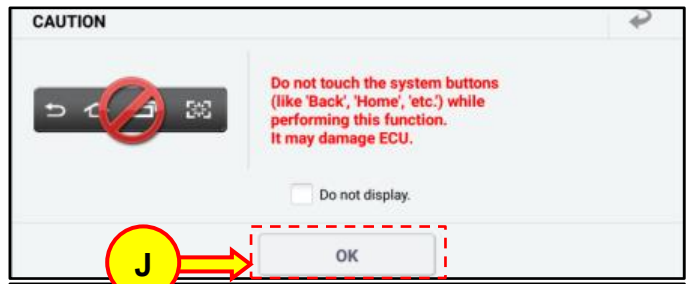 CAUTION
Do not touch the system buttons
(like 'Back', 'Home', 'etc.') while
performing this function.
It may damage ECU.
Do not display.
J
OK